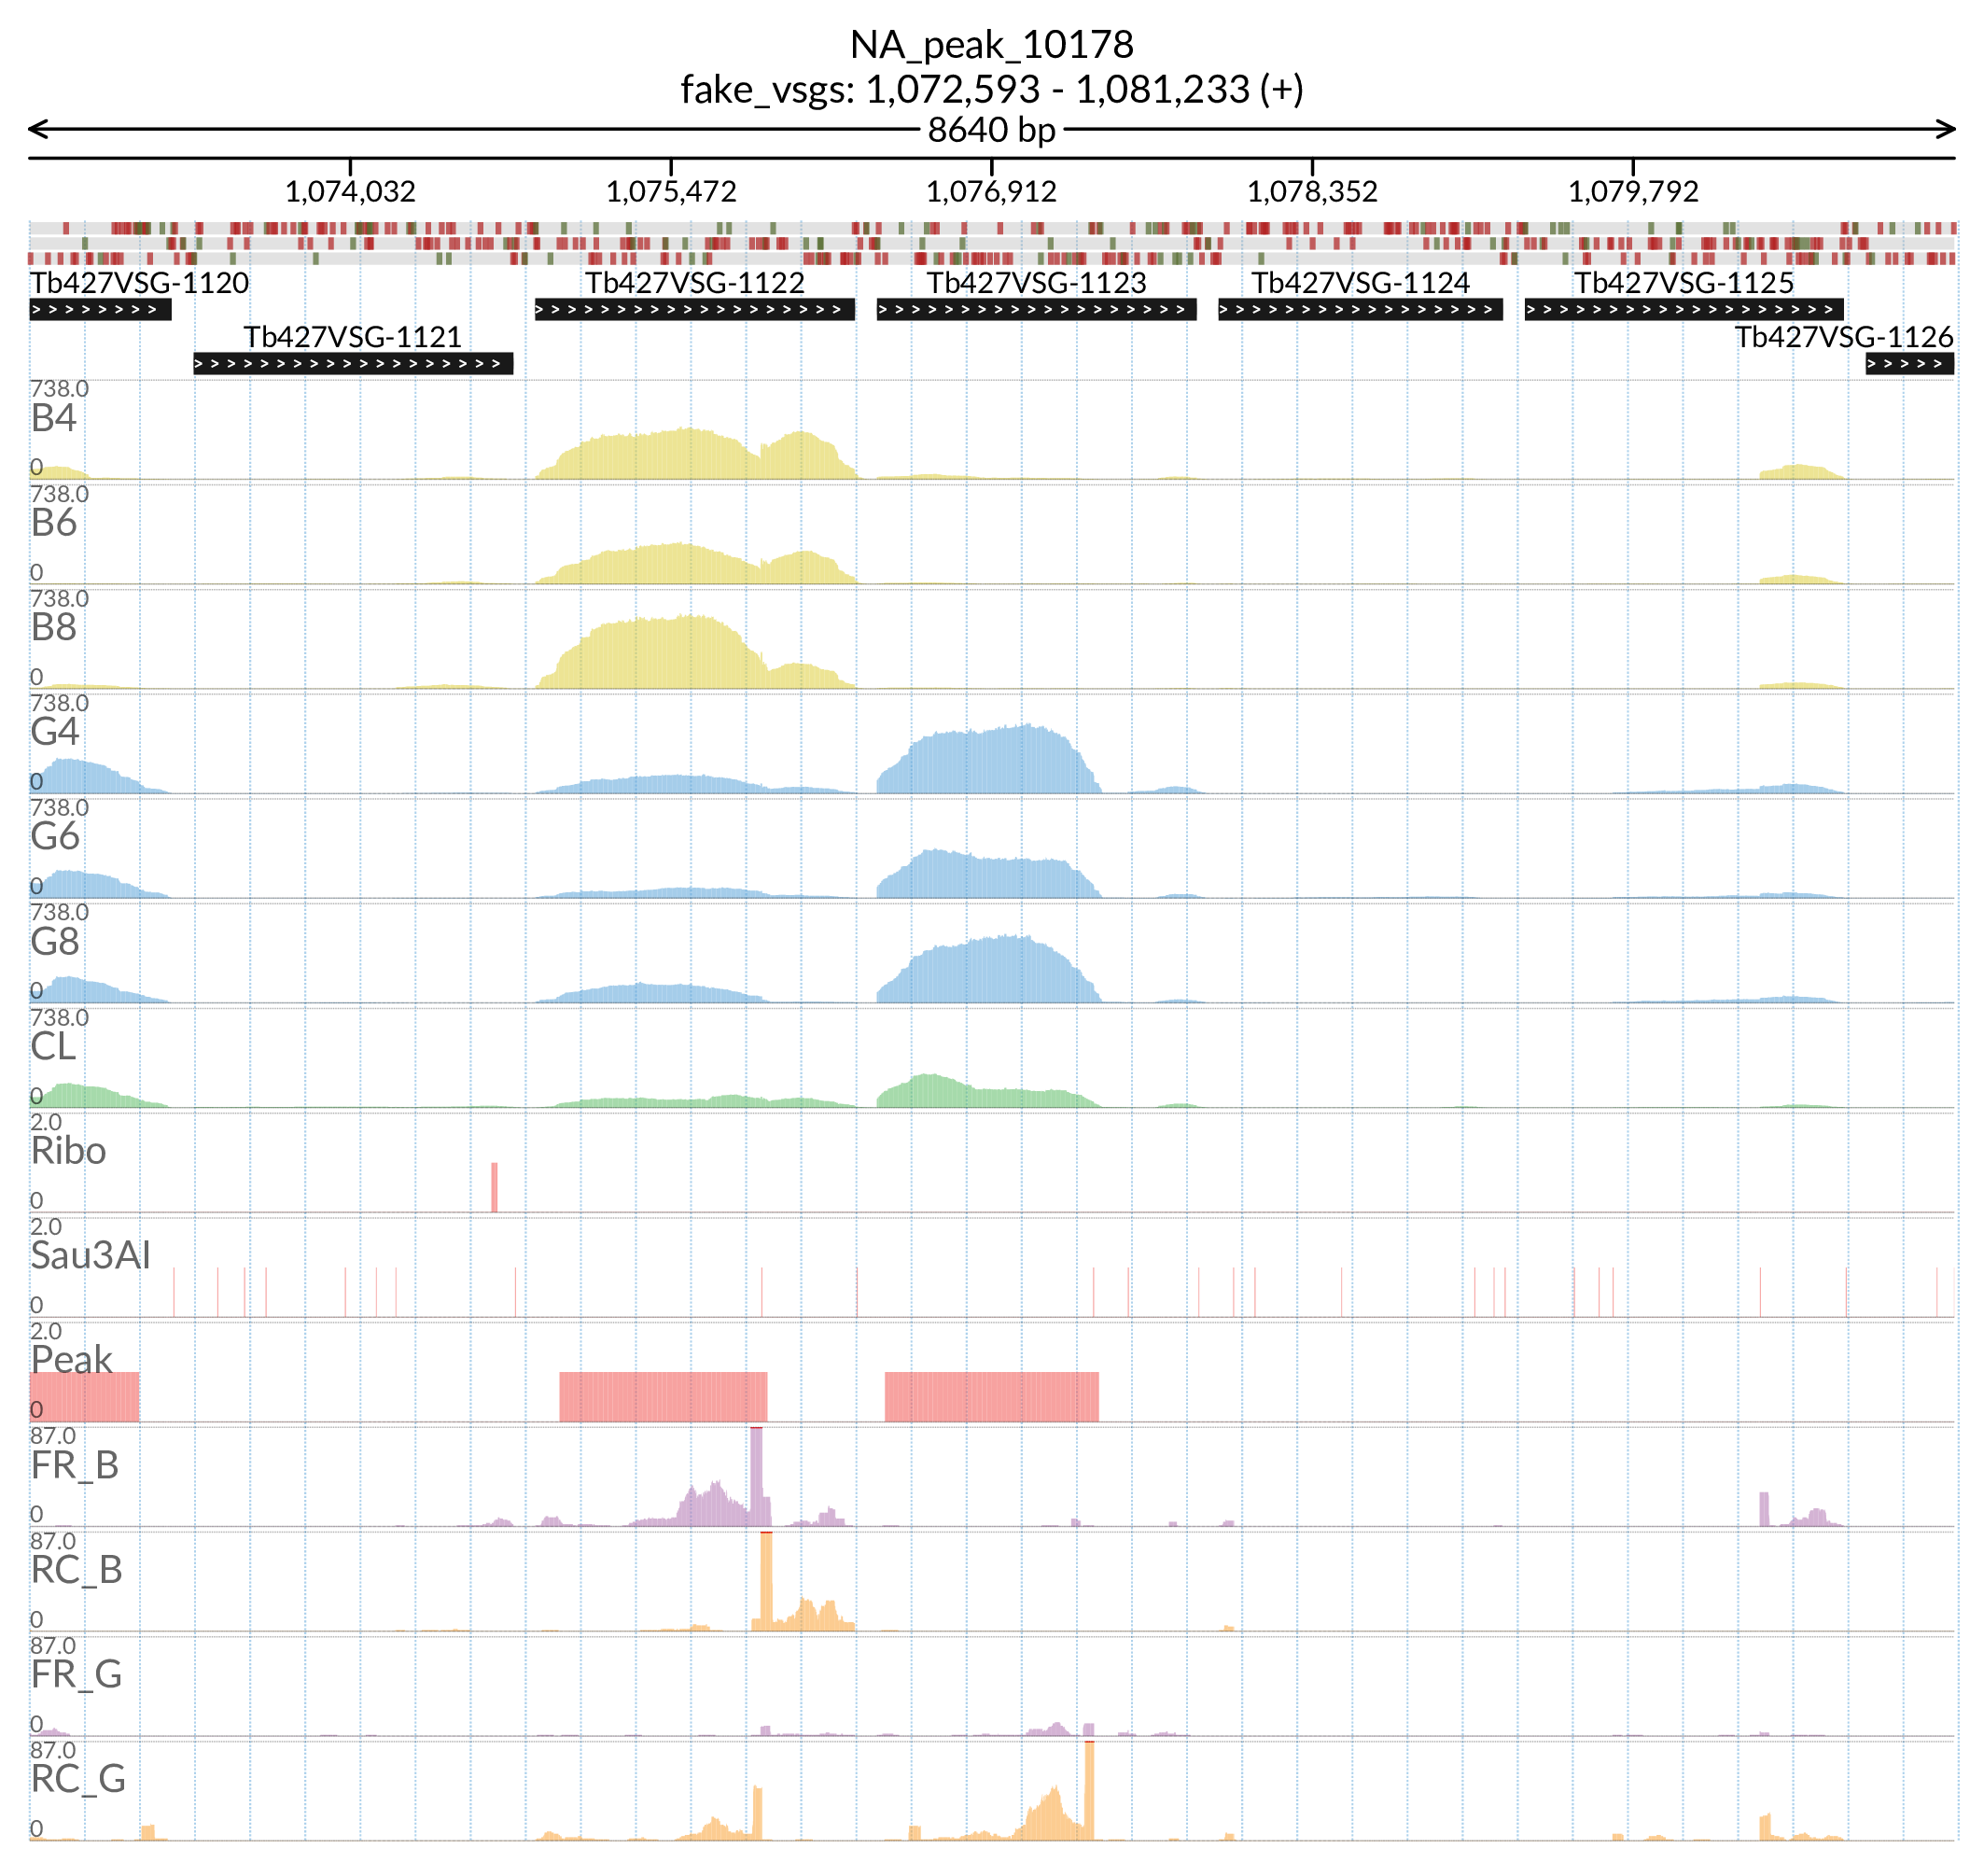 NA_peak_10178
fake_vsgs: 1,072,593 - 1,081,233 (+)
8640 bp
1,074,032 1,075,472 1,076,912 1,078,352 1,079,792
Tb427VSG-1120 Tb427VSG-1122 Tb427VSG-1123 Tb427VSG-1124 Tb427VSG-1125
Tb427VSG-1121 Tb427VSG-1126
738.0
B4
0
738.0
B6
0
738.0
B8
0
738.0
G4
0
738.0
G6
0
738.0
G8
0
738.0
CL
0
2.0
Ribo
0
2.0
Sau3AI
0
2.0
Peak
0
87.0
FR_B
0
87.0
RC_B
0
87.0
FR_G
0
87.0
RC_G
0